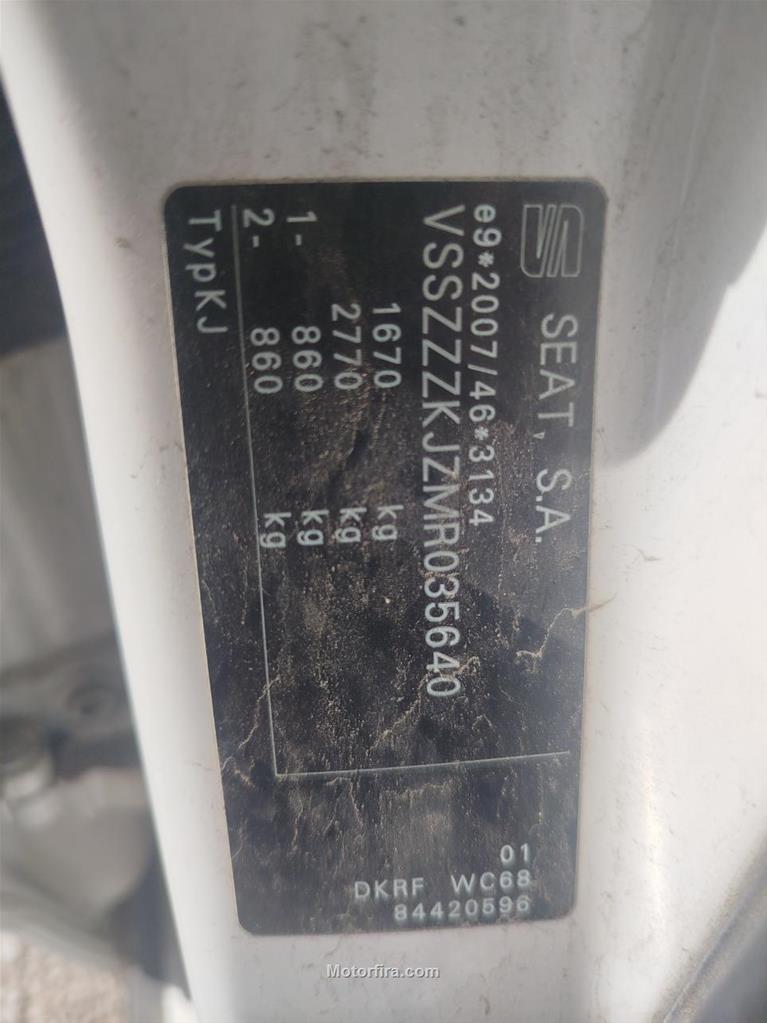 SEAT, S.A.
e9*2007/46*3134
VSSZZZKJZMR035640
1670 kg
2770 kg
1- 860 kg
2- 860 kg
TypKJ
01
DKRF WC68
84420596
Motorfira.com